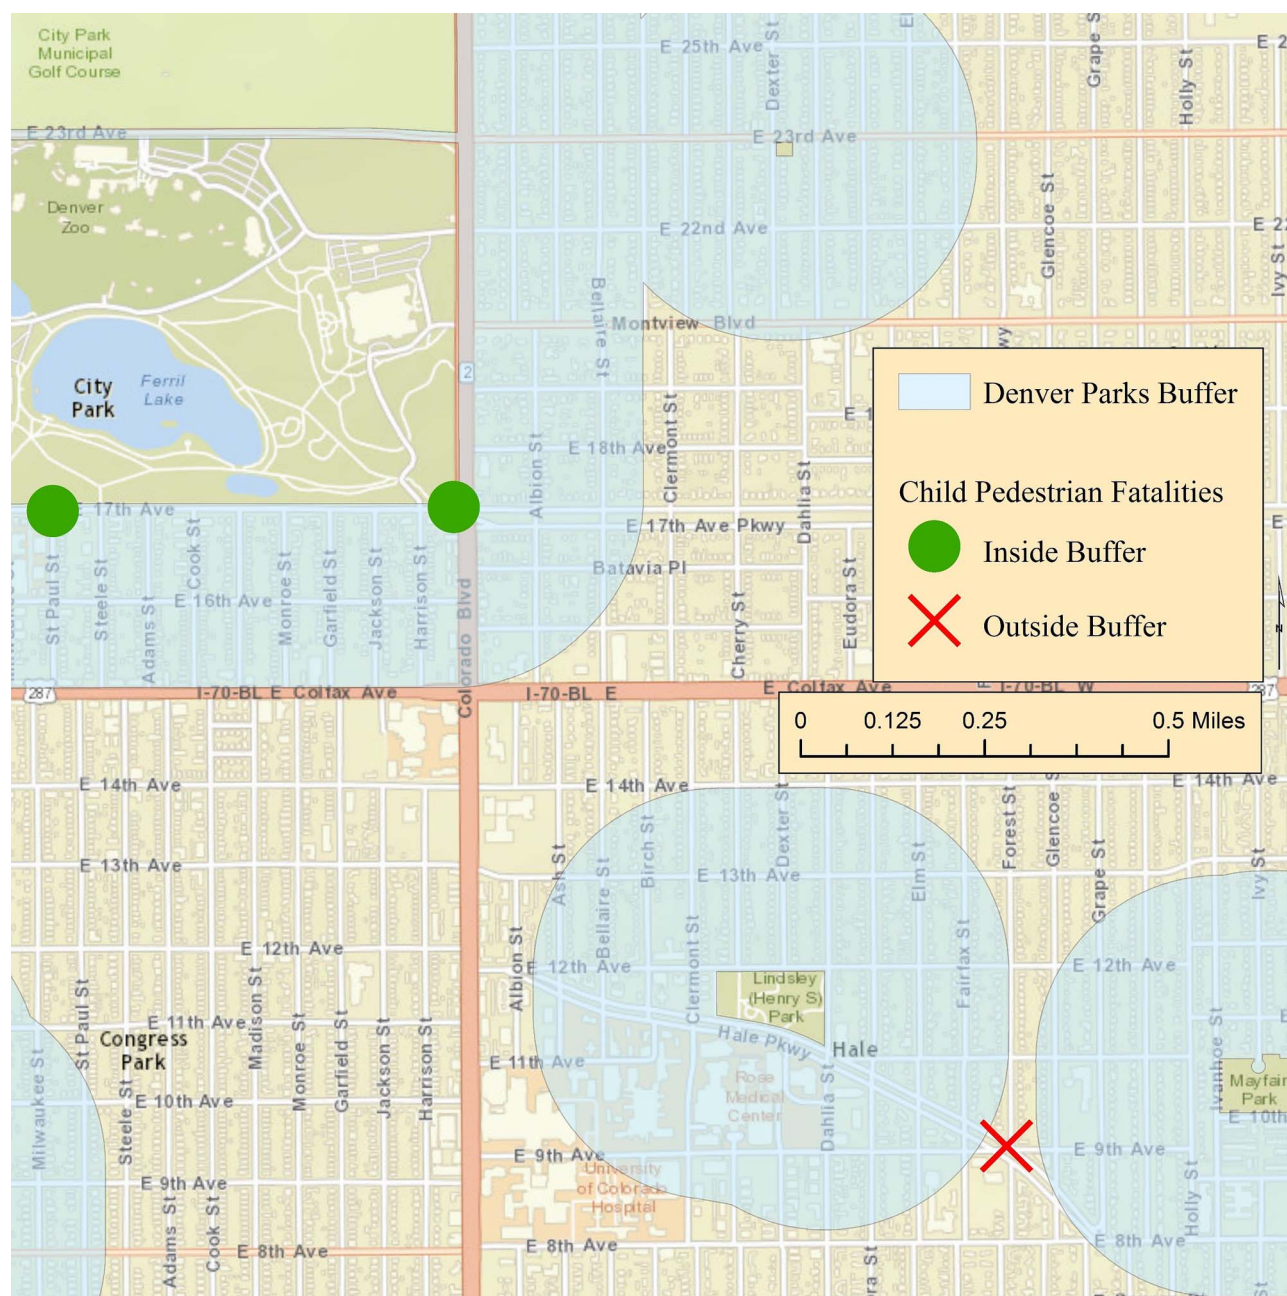 City Park
Municipal
Golf Course
E 25th Ave
Dexter St
Grape S
E 2
Holly St
E 23rd Ave
E 23rd Ave
Denver
Zoo
E 22nd Ave
Glencoe St
E 22
Ivy St
Bellaire St
Montview Blvd
wy
2
City
Park
Ferril
Lake
Denver Parks Buffer
E 1
Clermont St
Albion St
E 18th Ave
Dahlia St
Child Pedestrian Fatalities
E 17th Ave
E 17th Ave Pkwy
E
Inside Buffer
St Paul St
Steele St
Adams St
Cook St
Monroe St
Garfield St
Jackson St
Harrison St
Colorado Blvd
Batavia Pl
Cherry St
Eudora St
E 16th Ave
Outside Buffer
N
287
I-70-BL E Colfax Ave
I-70-BL E
E Colfax Ave
I-70-BL W
287
0 0.125 0.25 0.5 Miles
E 14th Ave
E 14th Ave
E 14th Ave
Dexter St
Forest St
Glencoe S
Birch St
Ash St
Bellaire St
Elm St
Grape St
Ivy St
E 13th Ave
E 13th Ave
E 12th Ave
Albion St
E 12th Ave
Clermont St
Fairfax St
E 12th Ave
Lindsley
(Henry S)
Park
St Paul St
E 11th Ave
Madison St
Congress
Park
Monroe St
Garfield St
Jackson St
Harrison St
Hale Pkwy
Hale
E 11th Ave
Milwaukee St
Steele St
E 10th Ave
Rose
Medical
Center
Dahlia St
Ivanhoe St
Mayfair
Park
E 10th
E 9th Ave
E 9th Ave
University
of Colorado
Hospital
E 9th Ave
Adams St
Cook St
Holly St
E 8th Ave
E 8th Ave
E 8th Ave
ora St